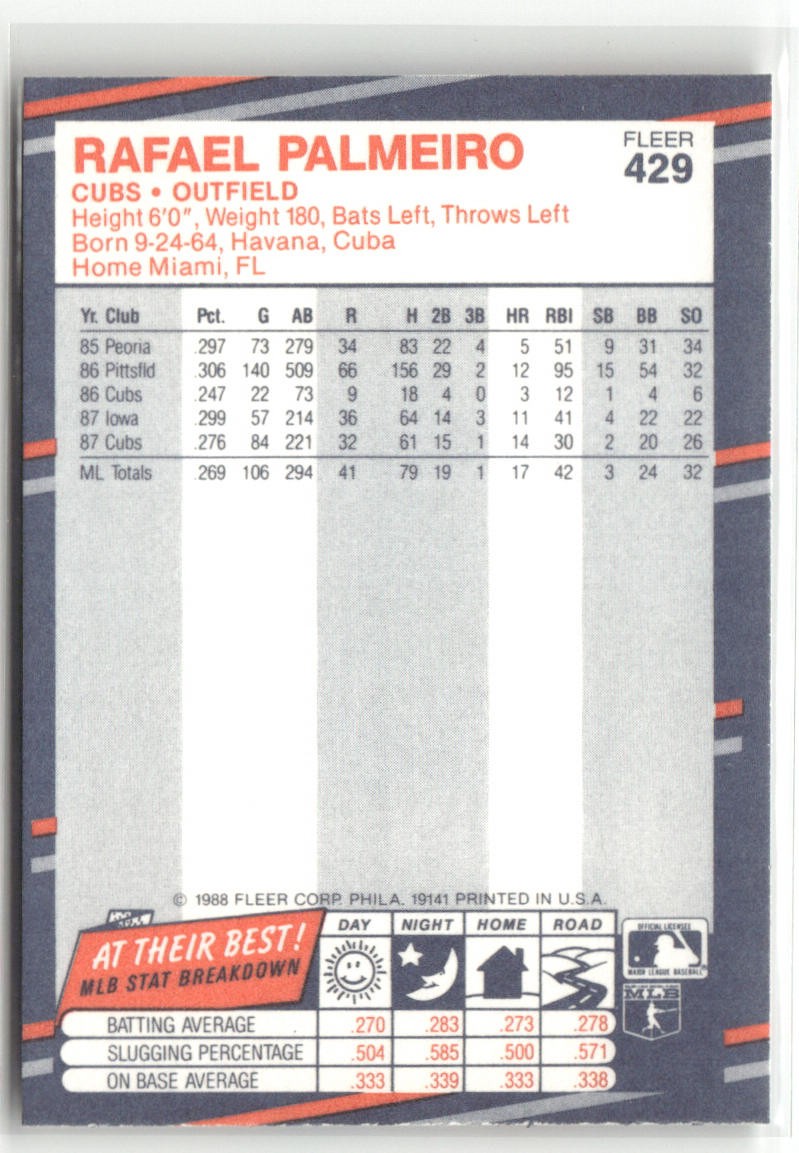 RAFAEL PALMEIRO
FLEER
429
CUBS • OUTFIELD
Height 6'0", Weight 180, Bats Left, Throws Left
Born 9-24-64, Havana, Cuba
Home Miami, FL
Yr. Club Pct. G AB R H 2B 3B HR RBI SB BB SO
85 Peoria .297 73 279 34 83 22 4 5 51 9 31 34
86 Pittsfld .306 140 509 66 156 29 2 12 95 15 54 32
86 Cubs .247 22 73 9 18 4 0 3 12 1 4 6
87 Iowa .299 57 214 36 64 14 3 11 41 4 22 22
87 Cubs .276 84 221 32 61 15 1 14 30 2 20 26
ML Totals .269 106 294 41 79 19 1 17 42 3 24 32
© 1988 FLEER CORP. PHILA. 19141 PRINTED IN U.S.A.
AT THEIR BEST!
MLB STAT BREAKDOWN
DAY NIGHT HOME ROAD
BATTING AVERAGE .270 .283 .273 .278
SLUGGING PERCENTAGE .504 .585 .500 .571
ON BASE AVERAGE .333 .339 .333 .338
OFFICIAL LICENSEE
MAJOR LEAGUE BASEBALL
MLB